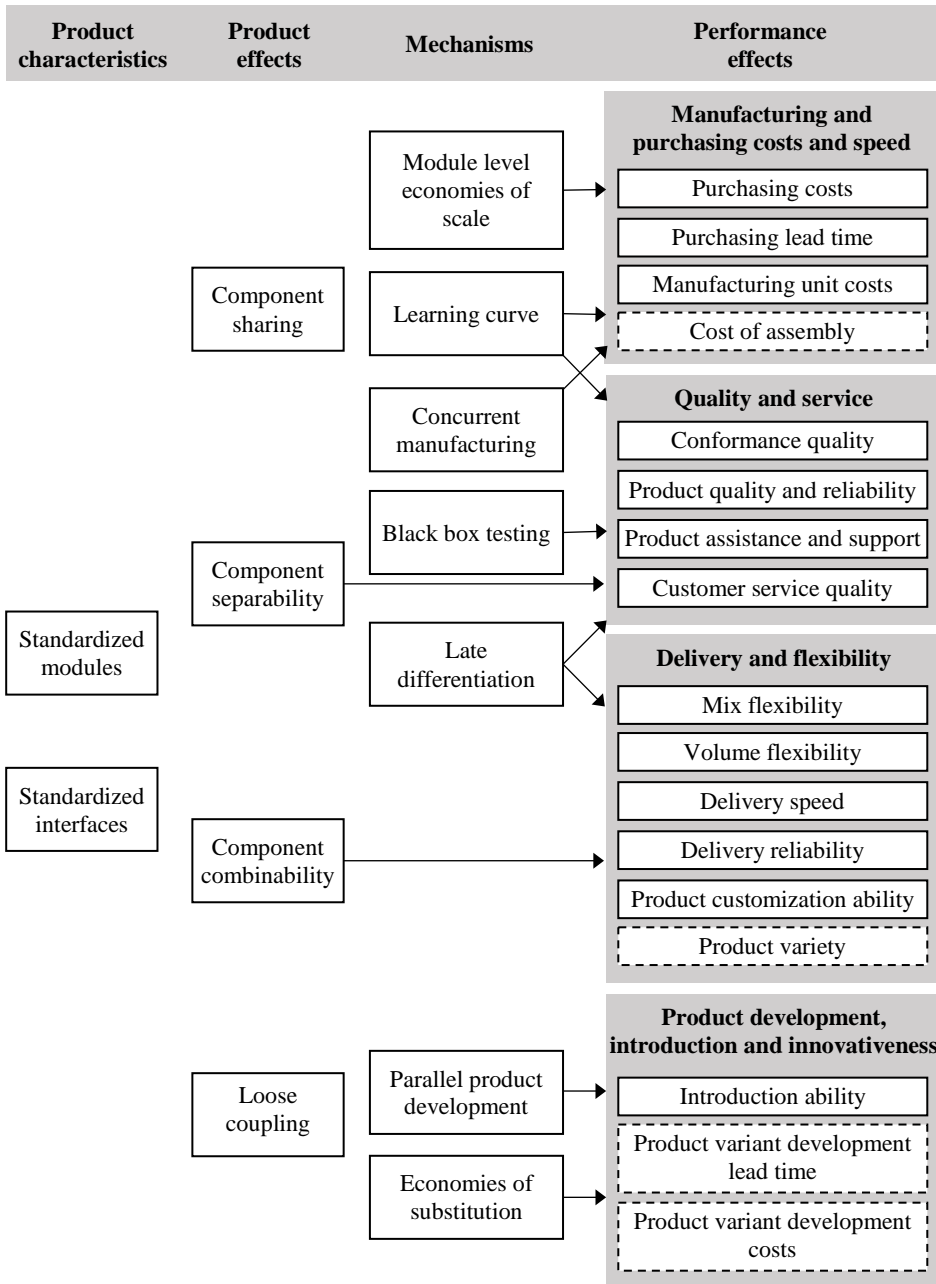 Product
characteristics
Product
effects
Mechanisms
Performance
effects
Manufacturing and
purchasing costs and speed
Module level
economies of
scale
Purchasing costs
Purchasing lead time
Component
sharing
Learning curve
Manufacturing unit costs
Cost of assembly
Concurrent
manufacturing
Quality and service
Conformance quality
Product quality and reliability
Black box testing
Product assistance and support
Component
separability
Customer service quality
Standardized
modules
Late
differentiation
Delivery and flexibility
Mix flexibility
Volume flexibility
Standardized
interfaces
Delivery speed
Component
combinability
Delivery reliability
Product customization ability
Product variety
Product development,
introduction and innovativeness
Loose
coupling
Parallel product
development
Introduction ability
Product variant development
lead time
Economies of
substitution
Product variant development
costs